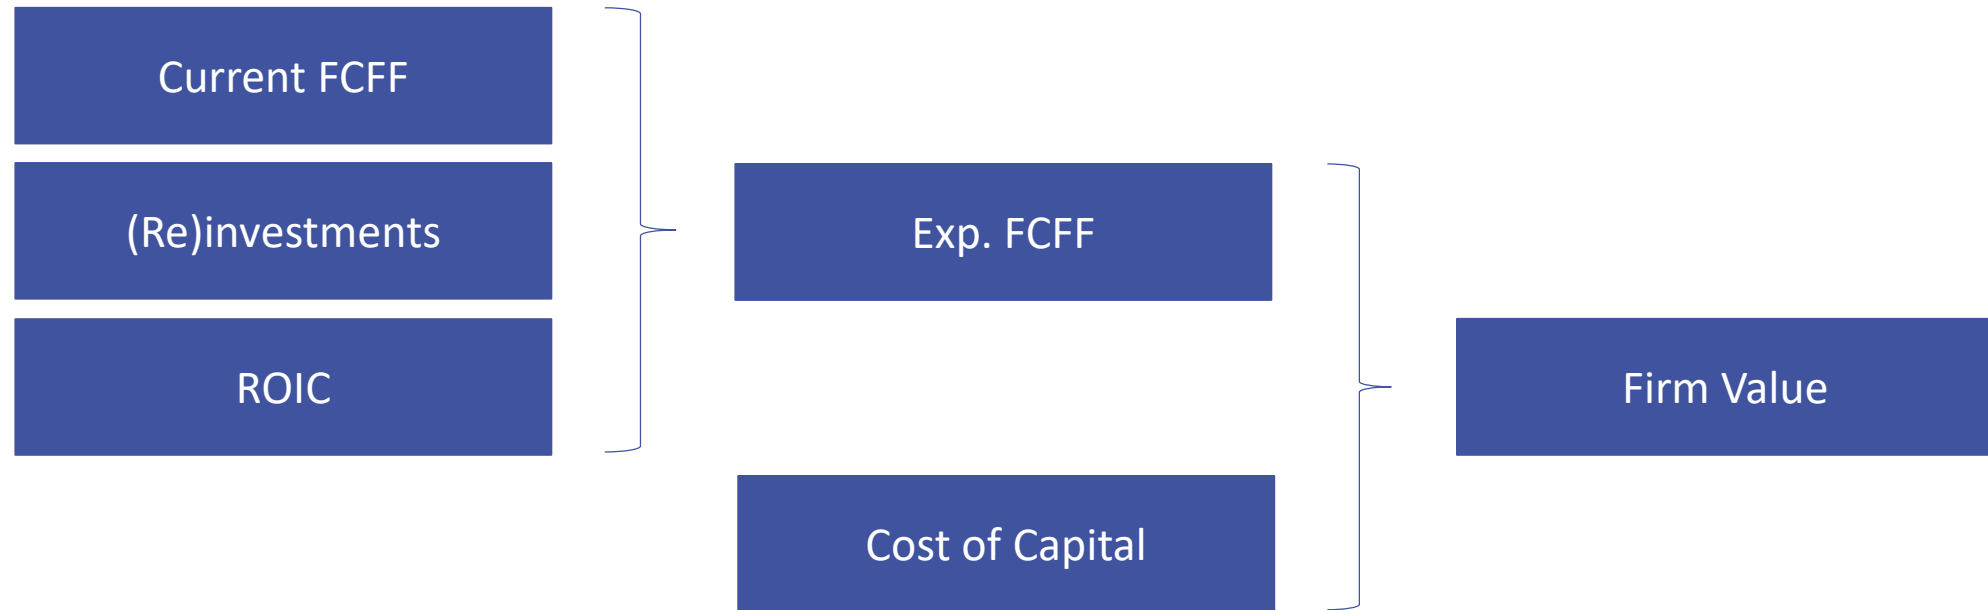 Current FCFF
(Re)investments
ROIC
Exp. FCFF
Cost of Capital
Firm Value